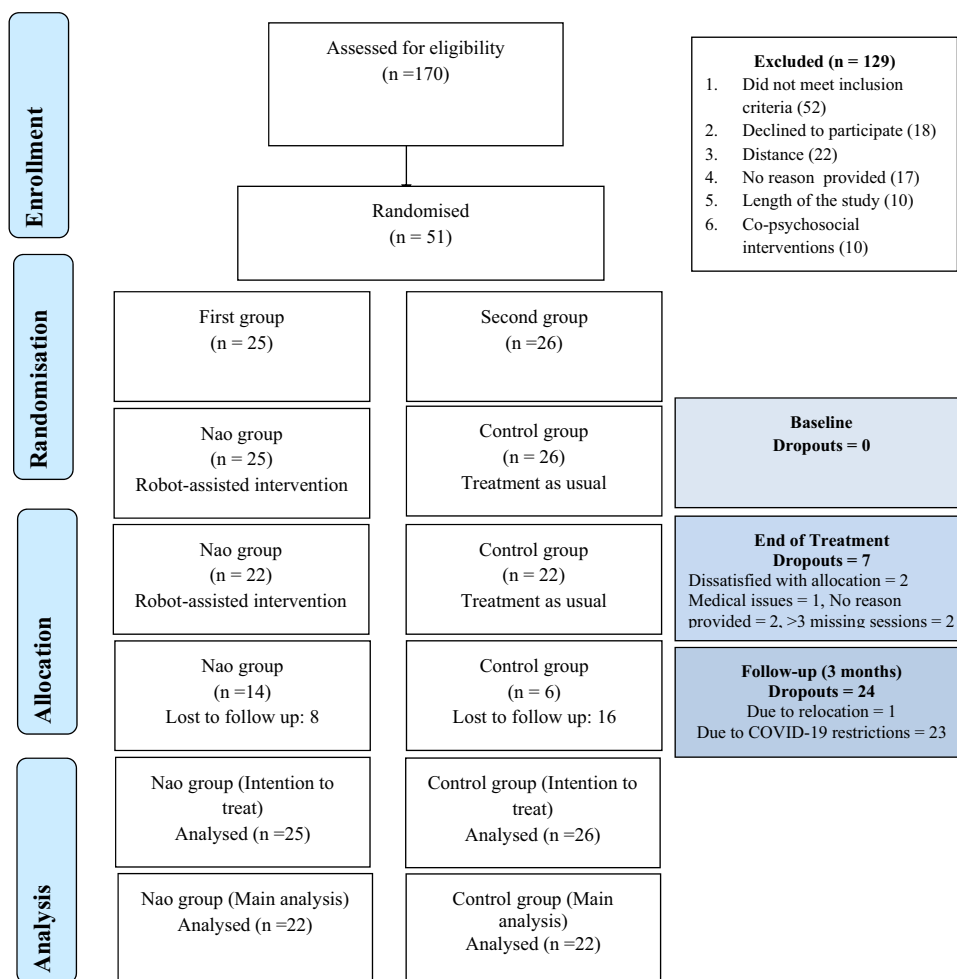 Enrollment
Assessed for eligibility
(n =170)
Excluded (n = 129)
1. Did not meet inclusion
criteria (52)
2. Declined to participate (18)
3. Distance (22)
4. No reason provided (17)
5. Length of the study (10)
6. Co-psychosocial
interventions (10)
Randomised
(n = 51)
Randomisation
First group
(n = 25)
Second group
(n =26)
Nao group
(n = 25)
Robot-assisted intervention
Control group
(n = 26)
Treatment as usual
Baseline
Dropouts = 0
Allocation
Nao group
(n = 22)
Robot-assisted intervention
Control group
(n = 22)
Treatment as usual
End of Treatment
Dropouts = 7
Dissatisfied with allocation = 2
Medical issues = 1, No reason
provided = 2, >3 missing sessions = 2
Nao group
(n =14)
Lost to follow up: 8
Control group
(n = 6)
Lost to follow up: 16
Follow-up (3 months)
Dropouts = 24
Due to relocation = 1
Due to COVID-19 restrictions = 23
Analysis
Nao group (Intention to
treat)
Analysed (n =25)
Control group (Intention to
treat)
Analysed (n =26)
Nao group (Main analysis)
Analysed (n =22)
Control group (Main
analysis)
Analysed (n =22)